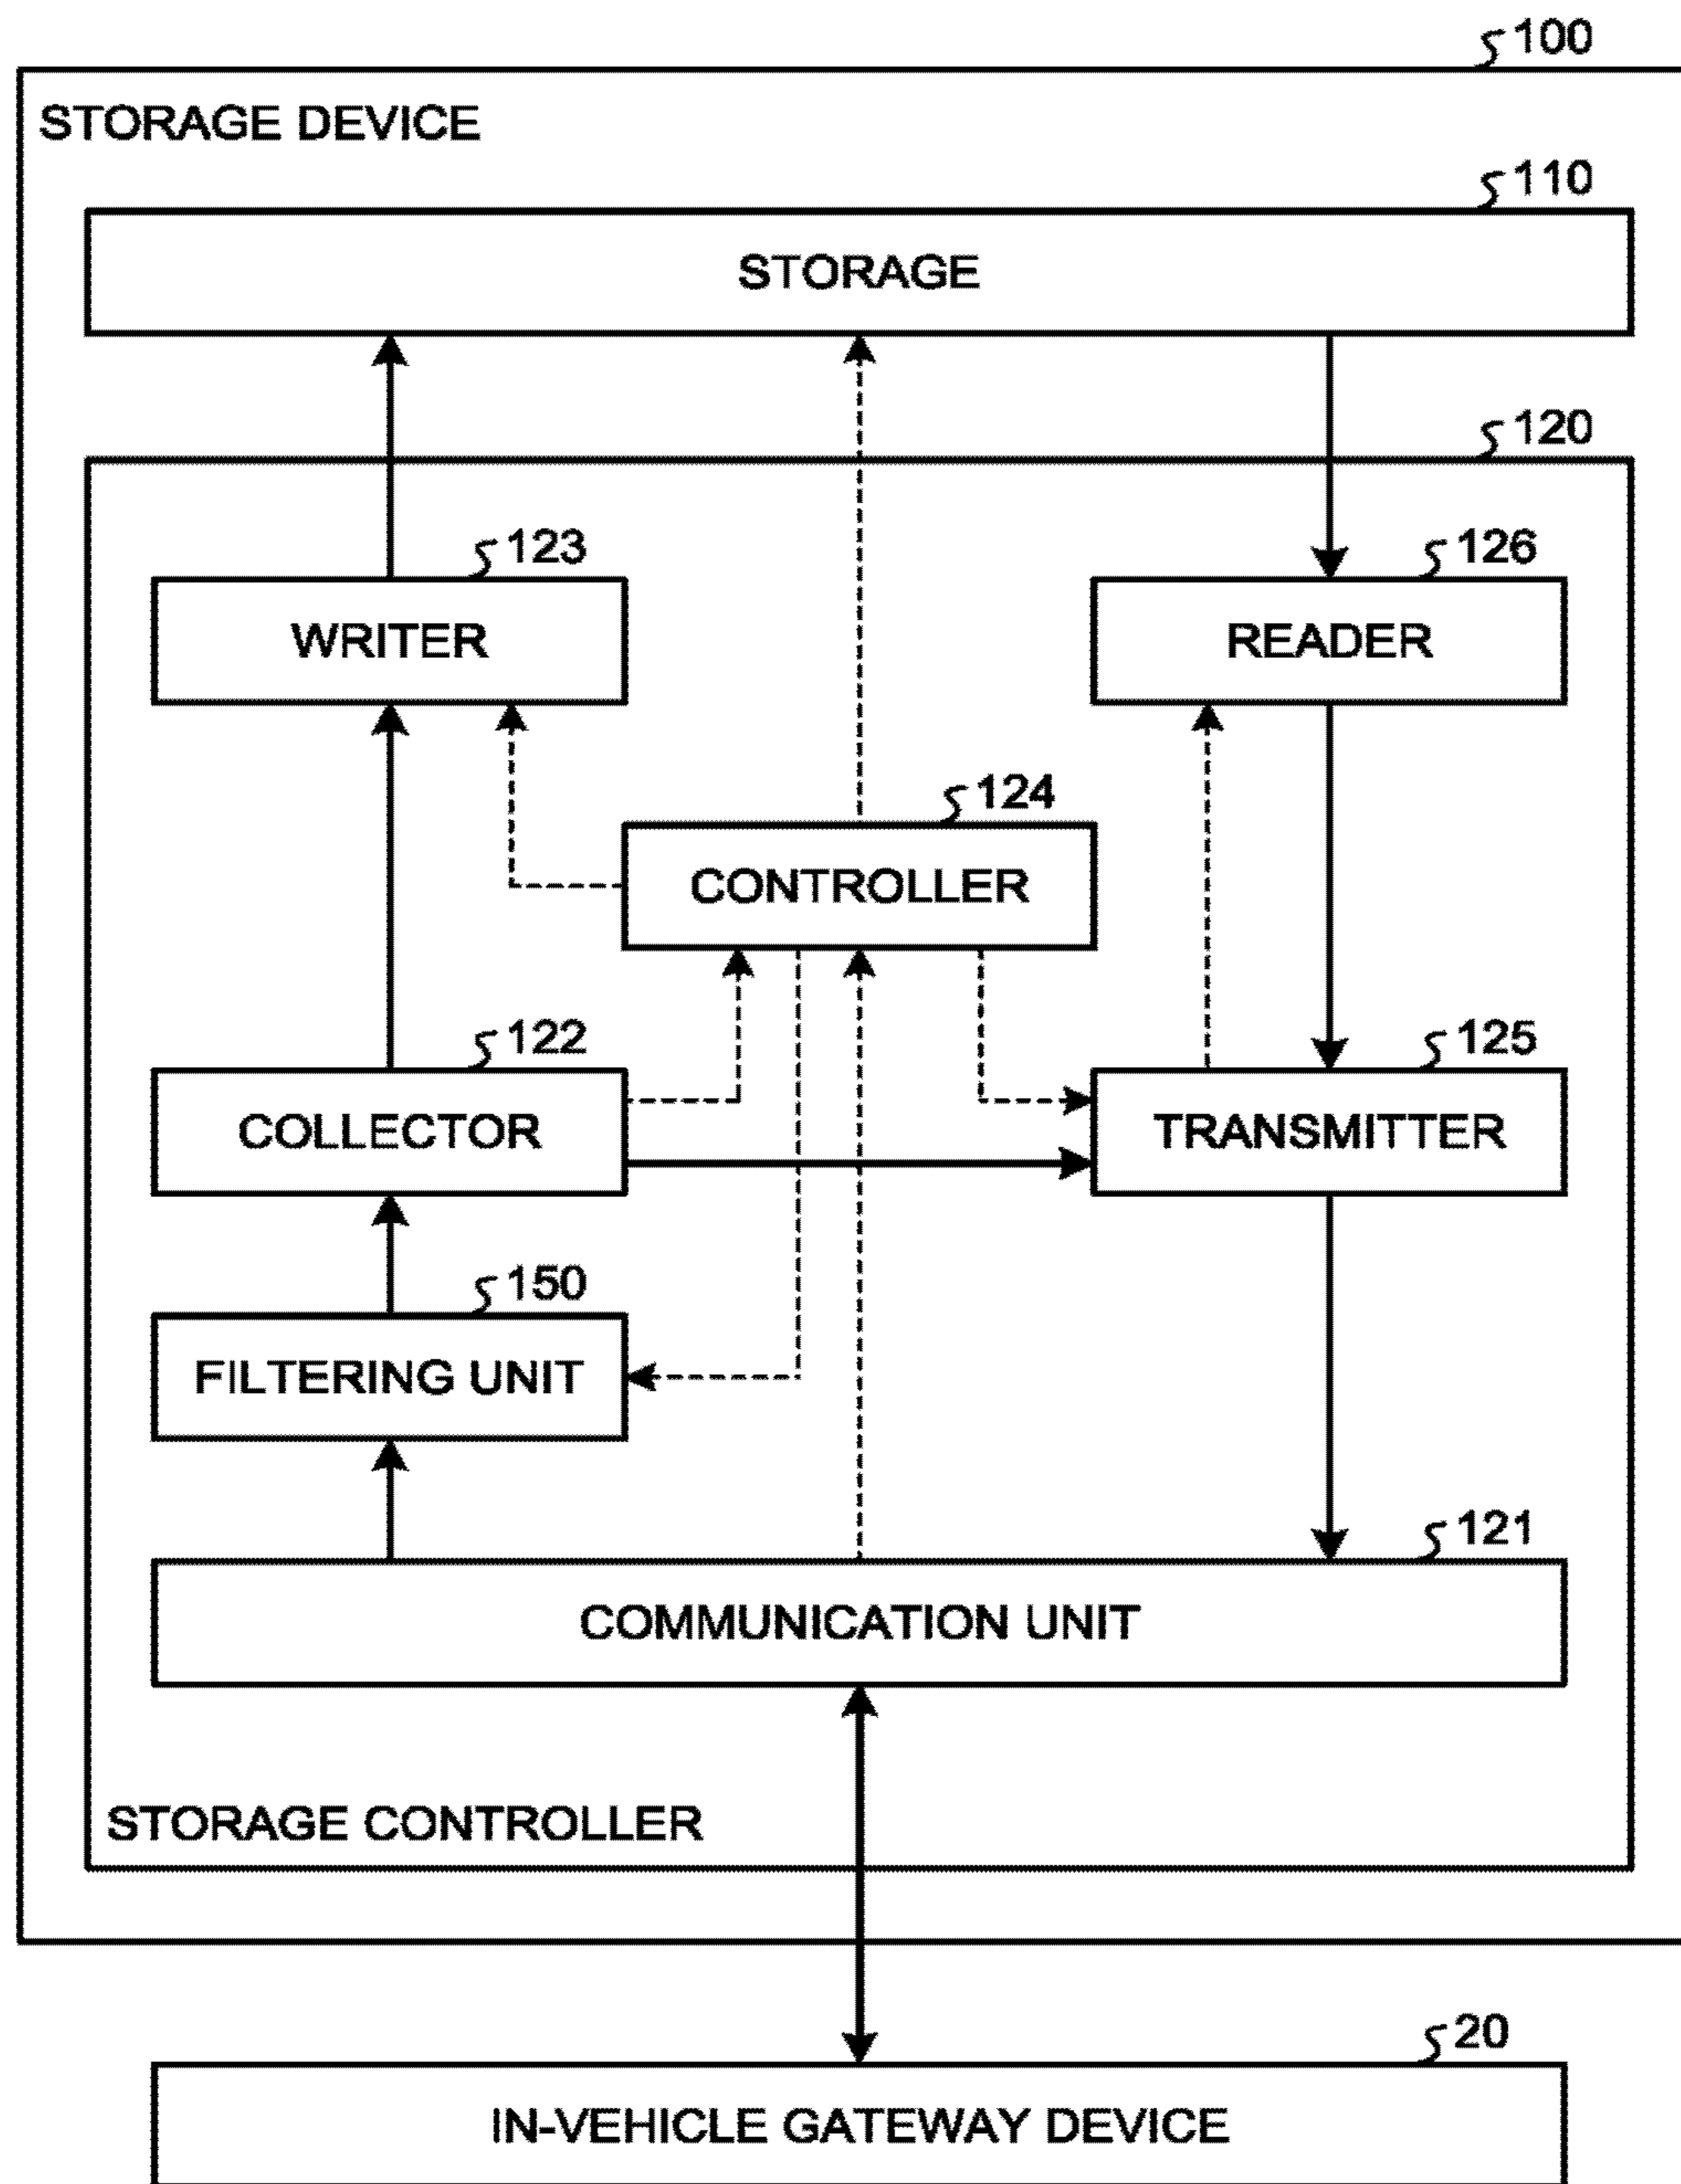 100
STORAGE DEVICE
110
STORAGE
120
123
126
WRITER
READER
124
CONTROLLER
122
125
COLLECTOR
TRANSMITTER
150
FILTERING UNIT
121
COMMUNICATION UNIT
STORAGE CONTROLLER
20
IN-VEHICLE GATEWAY DEVICE